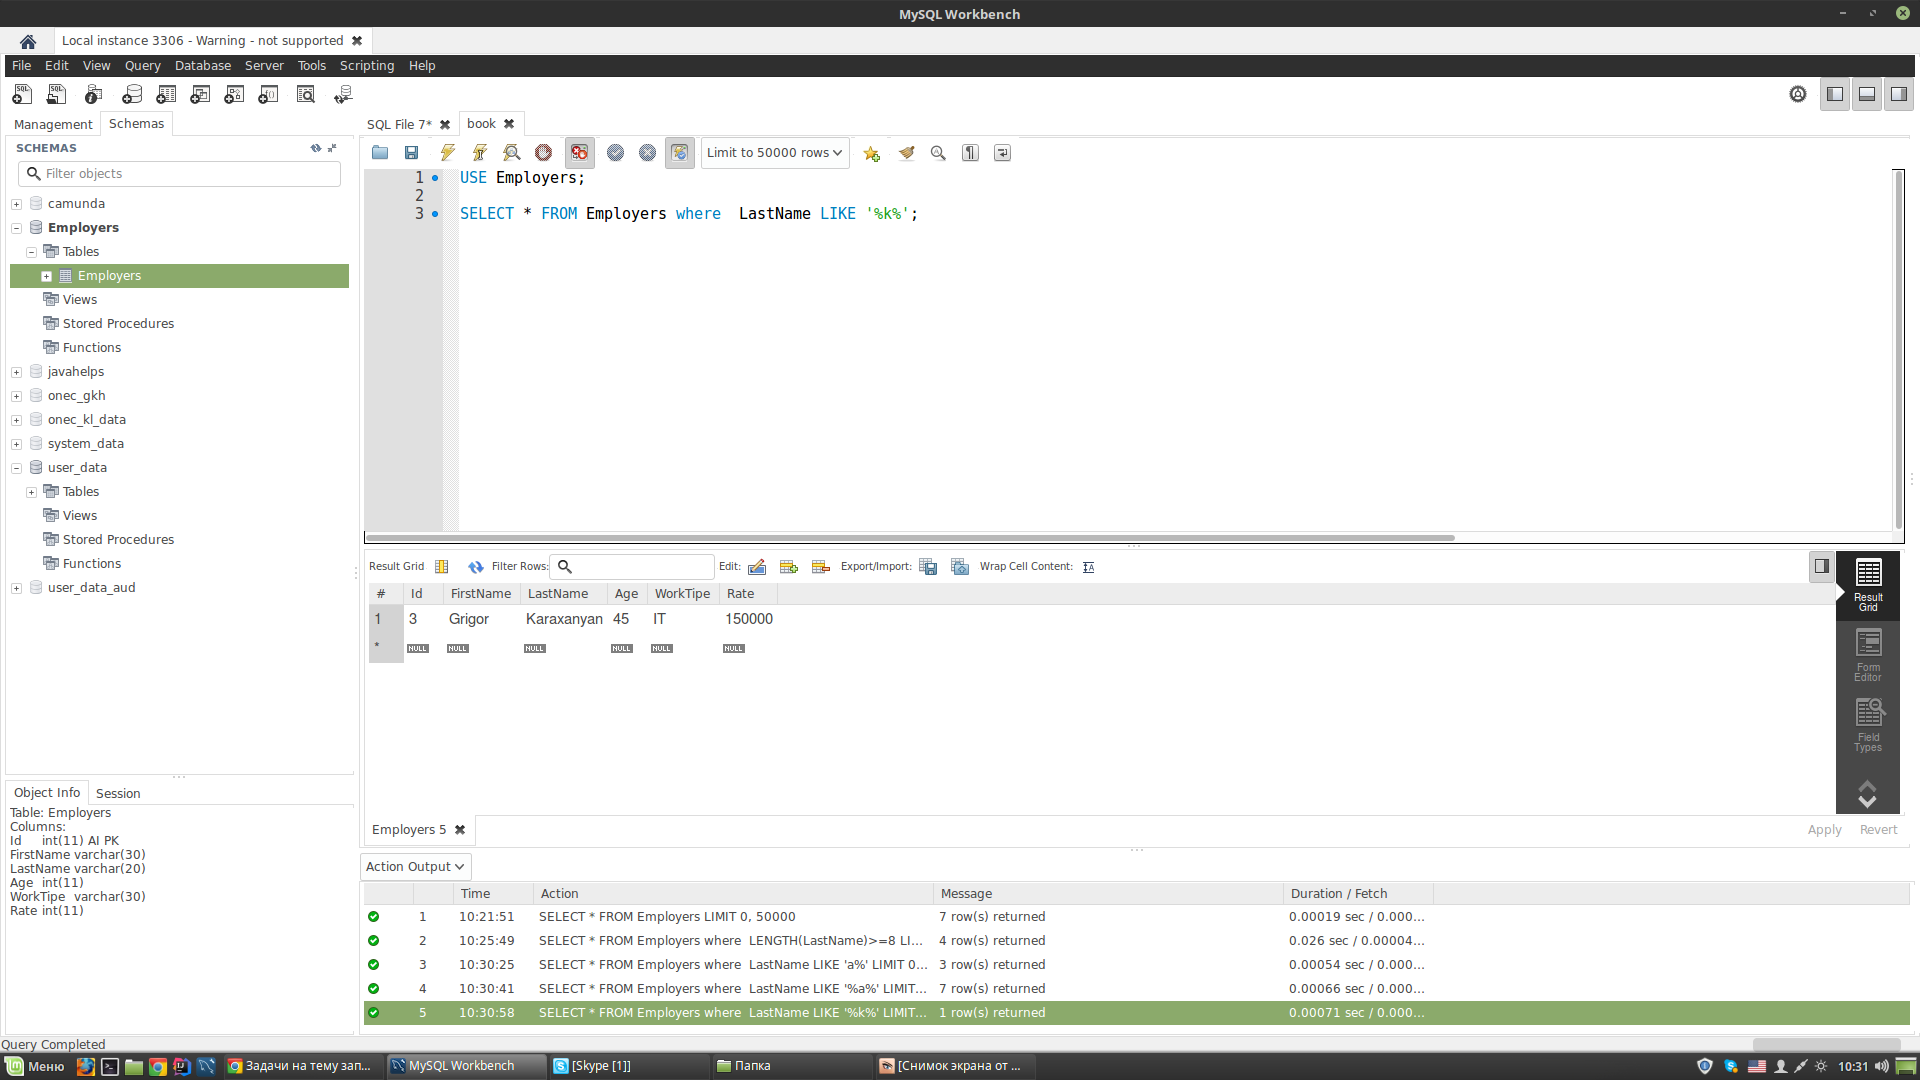 MySQL Workbench
Local instance 3306 - Warning - not supported
File Edit View Query Database Server Tools Scripting Help
Management Schemas
SQL File 7* book
SCHEMAS
Filter objects
camunda
Employers
Tables
Employers
Views
Stored Procedures
Functions
javahelps
onec_gkh
onec_kl_data
system_data
user_data
Tables
Views
Stored Procedures
Functions
user_data_aud
Limit to 50000 rows
1 USE Employers;
2
3 SELECT * FROM Employers where  LastName LIKE '%k%';
Result Grid Filter Rows: Edit: Export/Import: Wrap Cell Content:
# Id FirstName LastName Age WorkTipe Rate
1 3 Grigor Karaxanyan 45 IT 150000
* NULL NULL NULL NULL NULL NULL
Result Grid
Form Editor
Field Types
Employers 5 Apply Revert
Object Info Session
Table: Employers
Columns:
Id int(11) AI PK
FirstName varchar(30)
LastName varchar(20)
Age int(11)
WorkTipe varchar(30)
Rate int(11)
Action Output
Time Action Message Duration / Fetch
1 10:21:51 SELECT * FROM Employers LIMIT 0, 50000 7 row(s) returned 0.00019 sec / 0.000...
2 10:25:49 SELECT * FROM Employers where  LENGTH(LastName)>=8 LI... 4 row(s) returned 0.026 sec / 0.00004...
3 10:30:25 SELECT * FROM Employers where  LastName LIKE 'a%' LIMIT 0... 3 row(s) returned 0.00054 sec / 0.000...
4 10:30:41 SELECT * FROM Employers where  LastName LIKE '%a%' LIMIT... 7 row(s) returned 0.00066 sec / 0.000...
5 10:30:58 SELECT * FROM Employers where  LastName LIKE '%k%' LIMIT... 1 row(s) returned 0.00071 sec / 0.000...
Query Completed
Меню Задачи на тему зап... MySQL Workbench [Skype [1]] Папка [Снимок экрана от ... 10:31